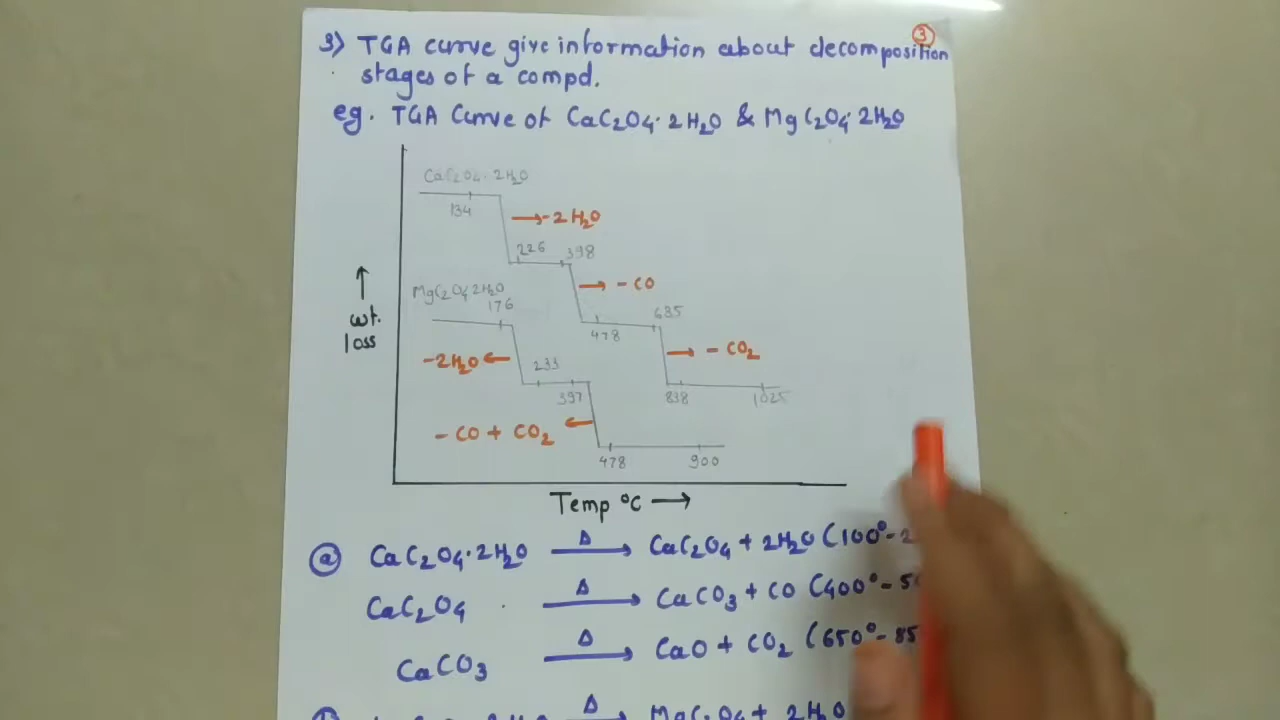 ③
3) TGA curve give information about decomposition
stages of a compd.
eg. TGA Curve of CaC₂O₄·2H₂O & MgC₂O₄·2H₂O
CaC₂O₄·2H₂O
134
→-2H₂O
226 398
→ -CO
MgC₂O₄2H₂O
176
478
635
→ -CO₂
-2H₂O ←
233
397
838
1025
- CO + CO₂ ←
478
900
↑
wt.
loss
Temp °C →
ⓐ CaC₂O₄·2H₂O Δ→ CaC₂O₄ + 2H₂O (100°-2
CaC₂O₄ Δ→ CaCO₃ + CO (400°-5
CaCO₃ Δ→ CaO + CO₂ (650°-85
Δ→ MgC₂O₄ + 2H₂O